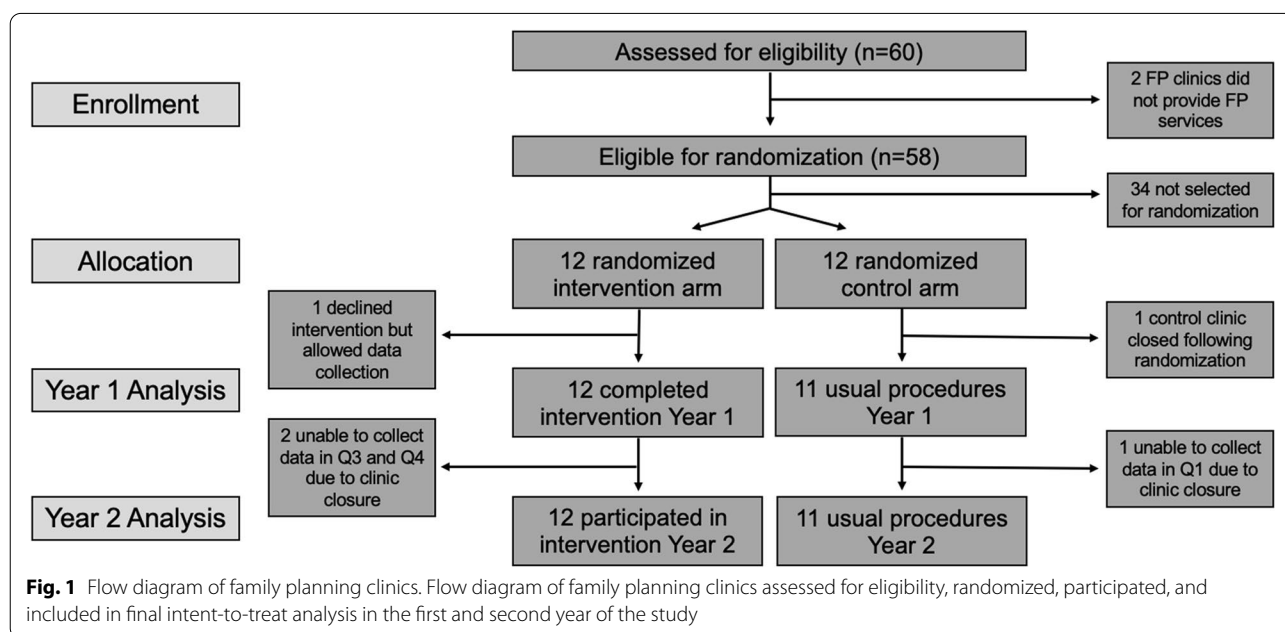 Assessed for eligibility (n=60)
Enrollment
2 FP clinics did
not provide FP
services
Eligible for randomization (n=58)
34 not selected
for randomization
Allocation
12 randomized
intervention arm
12 randomized
control arm
1 declined
intervention but
allowed data
collection
1 control clinic
closed following
randomization
Year 1 Analysis
12 completed
intervention Year 1
11 usual procedures
Year 1
2 unable to collect
data in Q3 and Q4
due to clinic
closure
1 unable to collect
data in Q1 due to
clinic closure
Year 2 Analysis
12 participated in
intervention Year 2
11 usual procedures
Year 2
Fig. 1 Flow diagram of family planning clinics. Flow diagram of family planning clinics assessed for eligibility, randomized, participated, and
included in final intent-to-treat analysis in the first and second year of the study